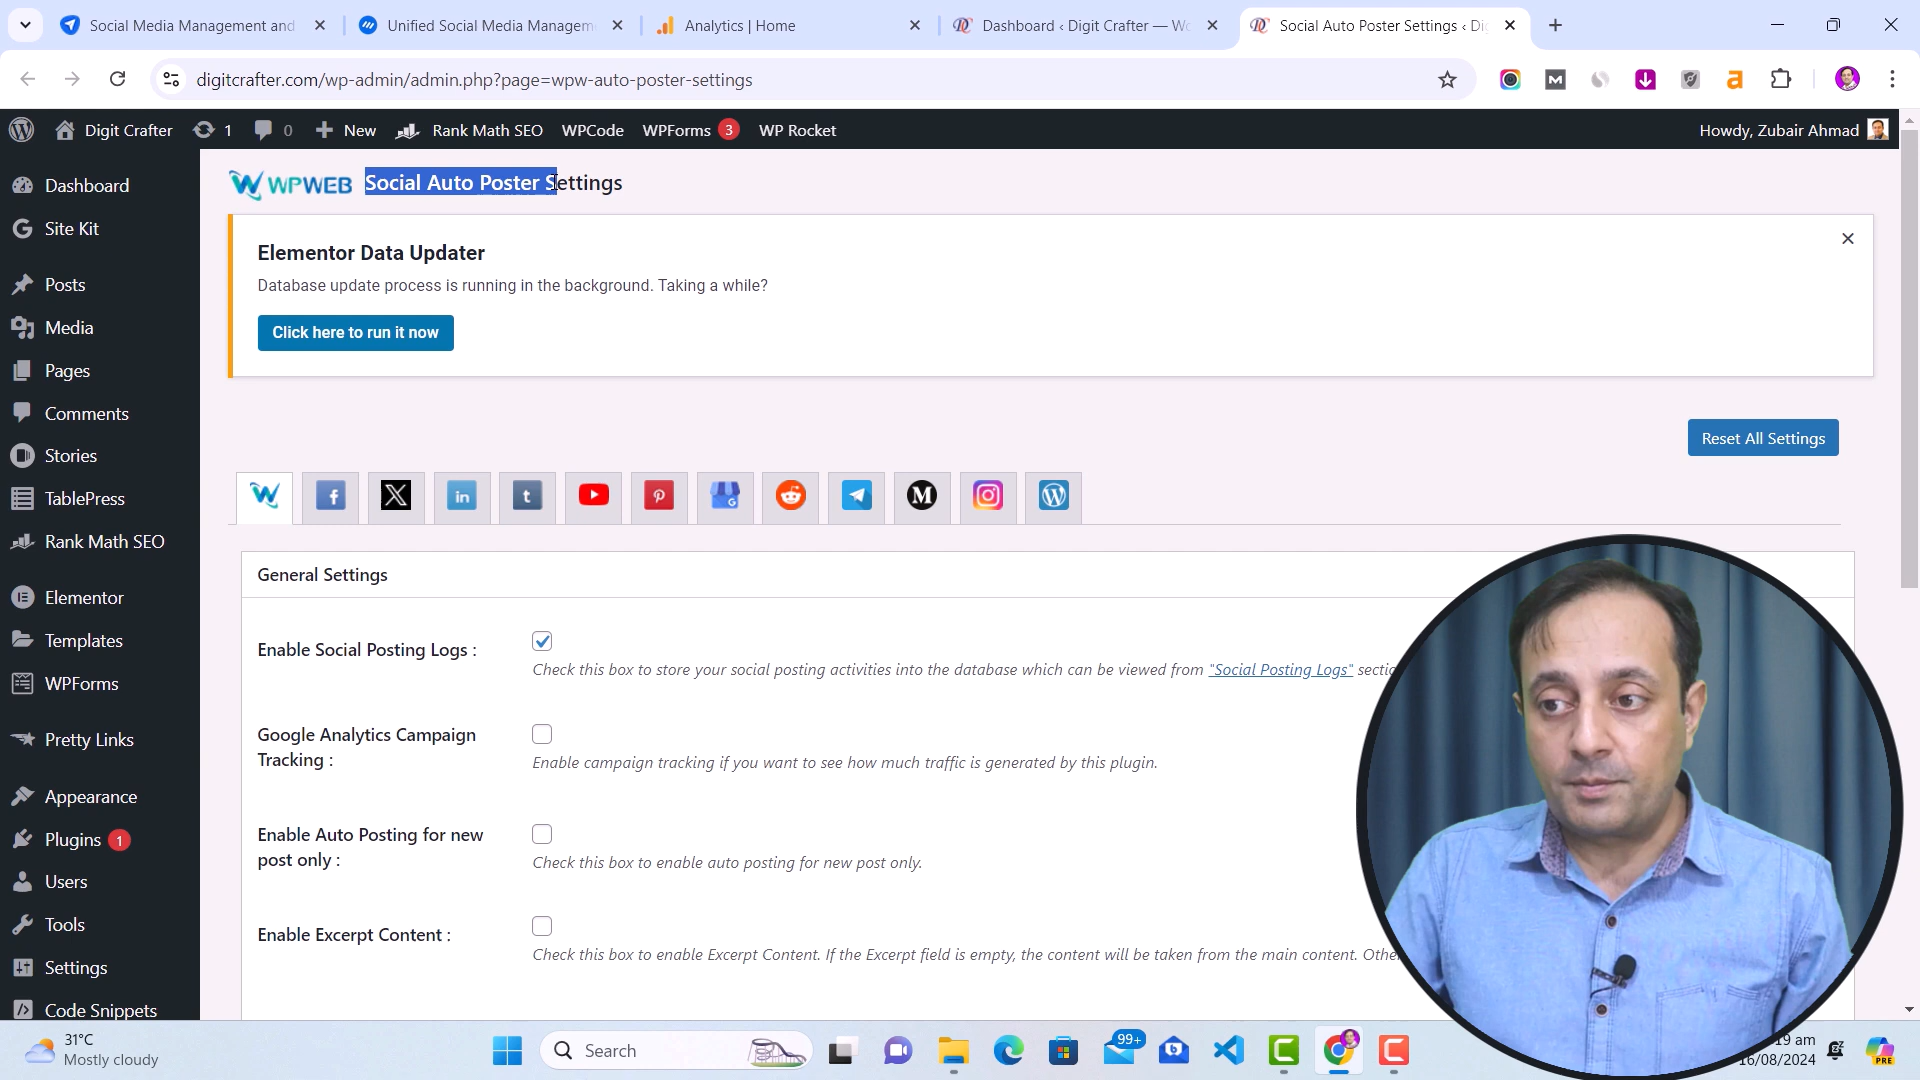 Social Media Management and
Unified Social Media Managem
Analytics | Home
Dashboard ‹ Digit Crafter — Wo
Social Auto Poster Settings ‹ Di
digitcrafter.com/wp-admin/admin.php?page=wpw-auto-poster-settings
Digit Crafter
1
0
New
Rank Math SEO
WPCode
WPForms 3
WP Rocket
Howdy, Zubair Ahmad
Dashboard
Site Kit
Posts
Media
Pages
Comments
Stories
TablePress
Rank Math SEO
Elementor
Templates
WPForms
Pretty Links
Appearance
Plugins 1
Users
Tools
Settings
Code Snippets
WPWEB Social Auto Poster Settings
Elementor Data Updater
Database update process is running in the background. Taking a while?
Click here to run it now
Reset All Settings
General Settings
Enable Social Posting Logs :
Check this box to store your social posting activities into the database which can be viewed from "Social Posting Logs" sectio
Google Analytics Campaign
Tracking :
Enable campaign tracking if you want to see how much traffic is generated by this plugin.
Enable Auto Posting for new
post only :
Check this box to enable auto posting for new post only.
Enable Excerpt Content :
Check this box to enable Excerpt Content. If the Excerpt field is empty, the content will be taken from the main content. Othe
31°C
Mostly cloudy
Search
99+
19 am
16/08/2024
PRE